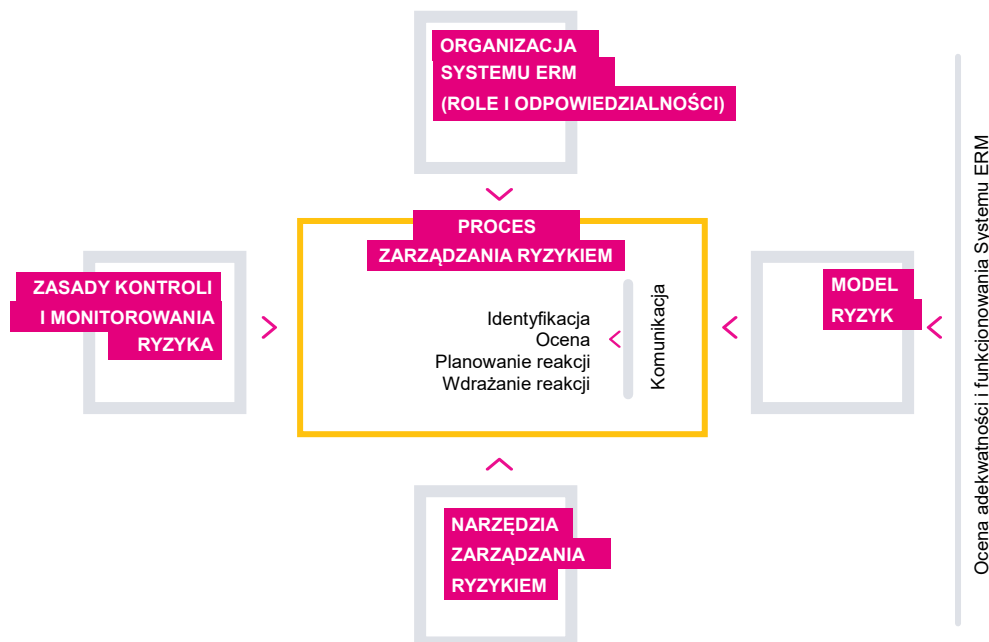 ORGANIZACJA
SYSTEMU ERM
(ROLE I ODPOWIEDZIALNOŚCI)
PROCES
ZARZĄDZANIA RYZYKIEM
ZASADY KONTROLI
I MONITOROWANIA
RYZYKA
Identyfikacja
Ocena
Planowanie reakcji
Wdrażanie reakcji
Komunikacja
MODEL
RYZYK
NARZĘDZIA
ZARZĄDZANIA
RYZYKIEM
Ocena adekwatności i funkcionowania Systemu ERM